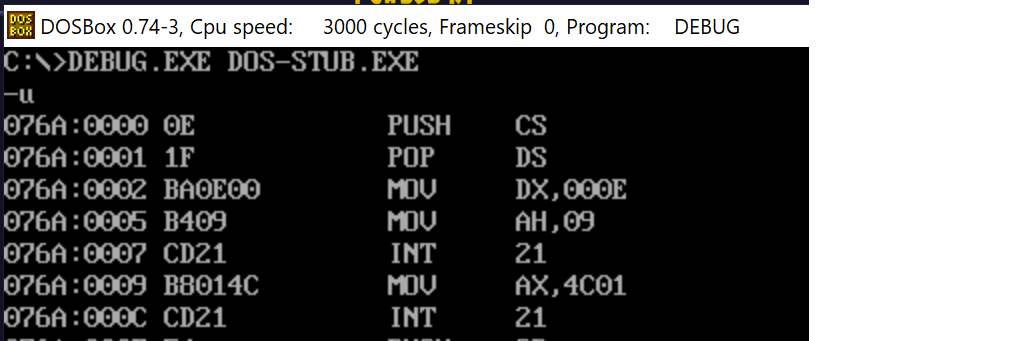 DOS BOX
DOSBox 0.74-3, Cpu speed: 3000 cycles, Frameskip 0, Program: DEBUG
C:\>DEBUG.EXE DOS-STUB.EXE
-u
076A:0000 0E PUSH CS
076A:0001 1F POP DS
076A:0002 BA0E00 MOV DX,000E
076A:0005 B409 MOV AH,09
076A:0007 CD21 INT 21
076A:0009 B8014C MOV AX,4C01
076A:000C CD21 INT 21